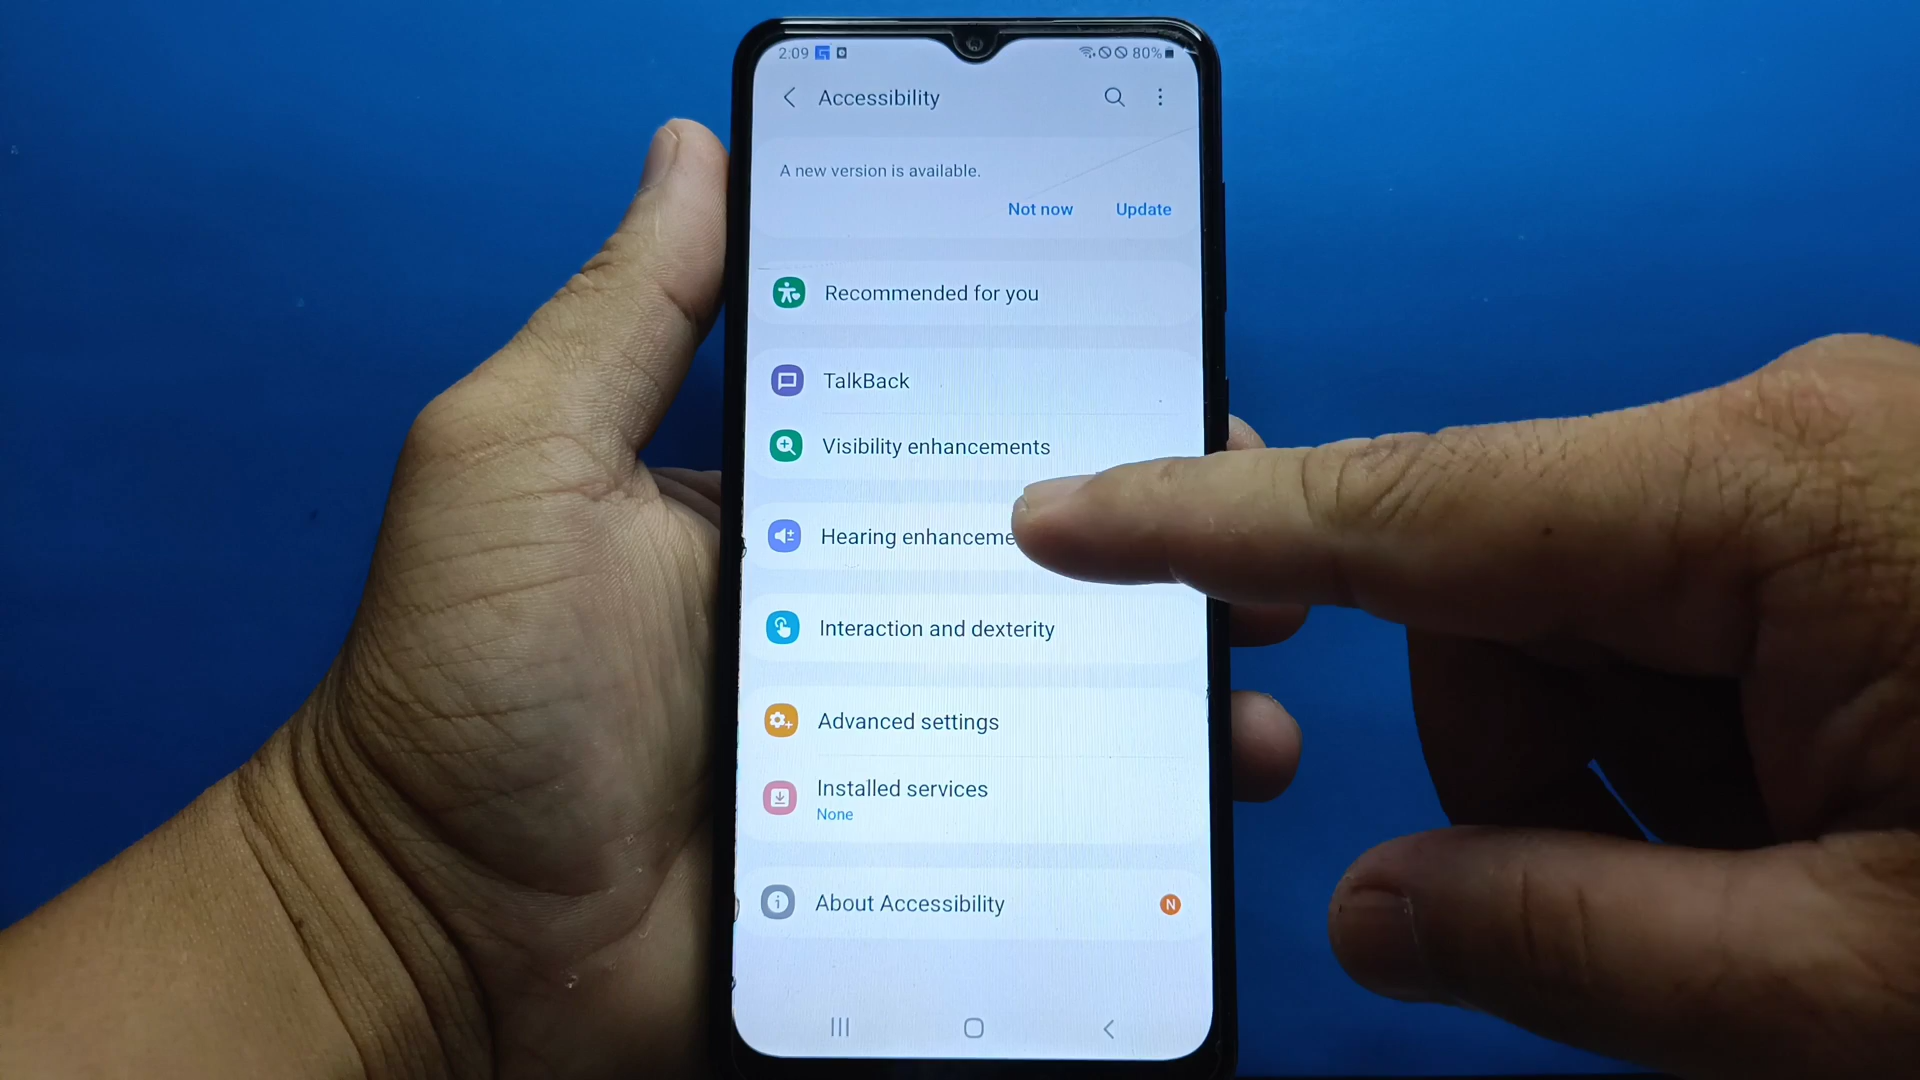 2:09 80%
Accessibility
A new version is available.
Not now Update
Recommended for you
TalkBack
Visibility enhancements
Hearing enhanceme
Interaction and dexterity
Advanced settings
Installed services
None
About Accessibility N